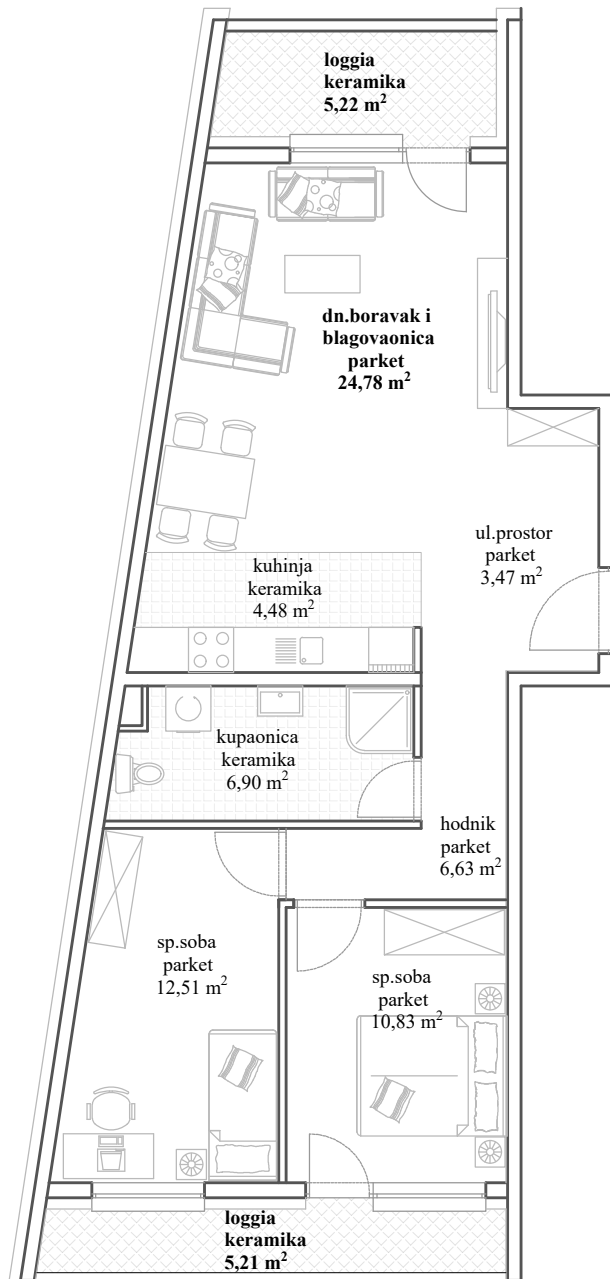 loggia
keramika
5,22 m²
dn.boravak i
blagovaonica
parket
24,78 m²
ul.prostor
parket
3,47 m²
kuhinja
keramika
4,48 m²
kupaonica
keramika
6,90 m²
hodnik
parket
6,63 m²
sp.soba
parket
12,51 m²
sp.soba
parket
10,83 m²
loggia
keramika
5,21 m²